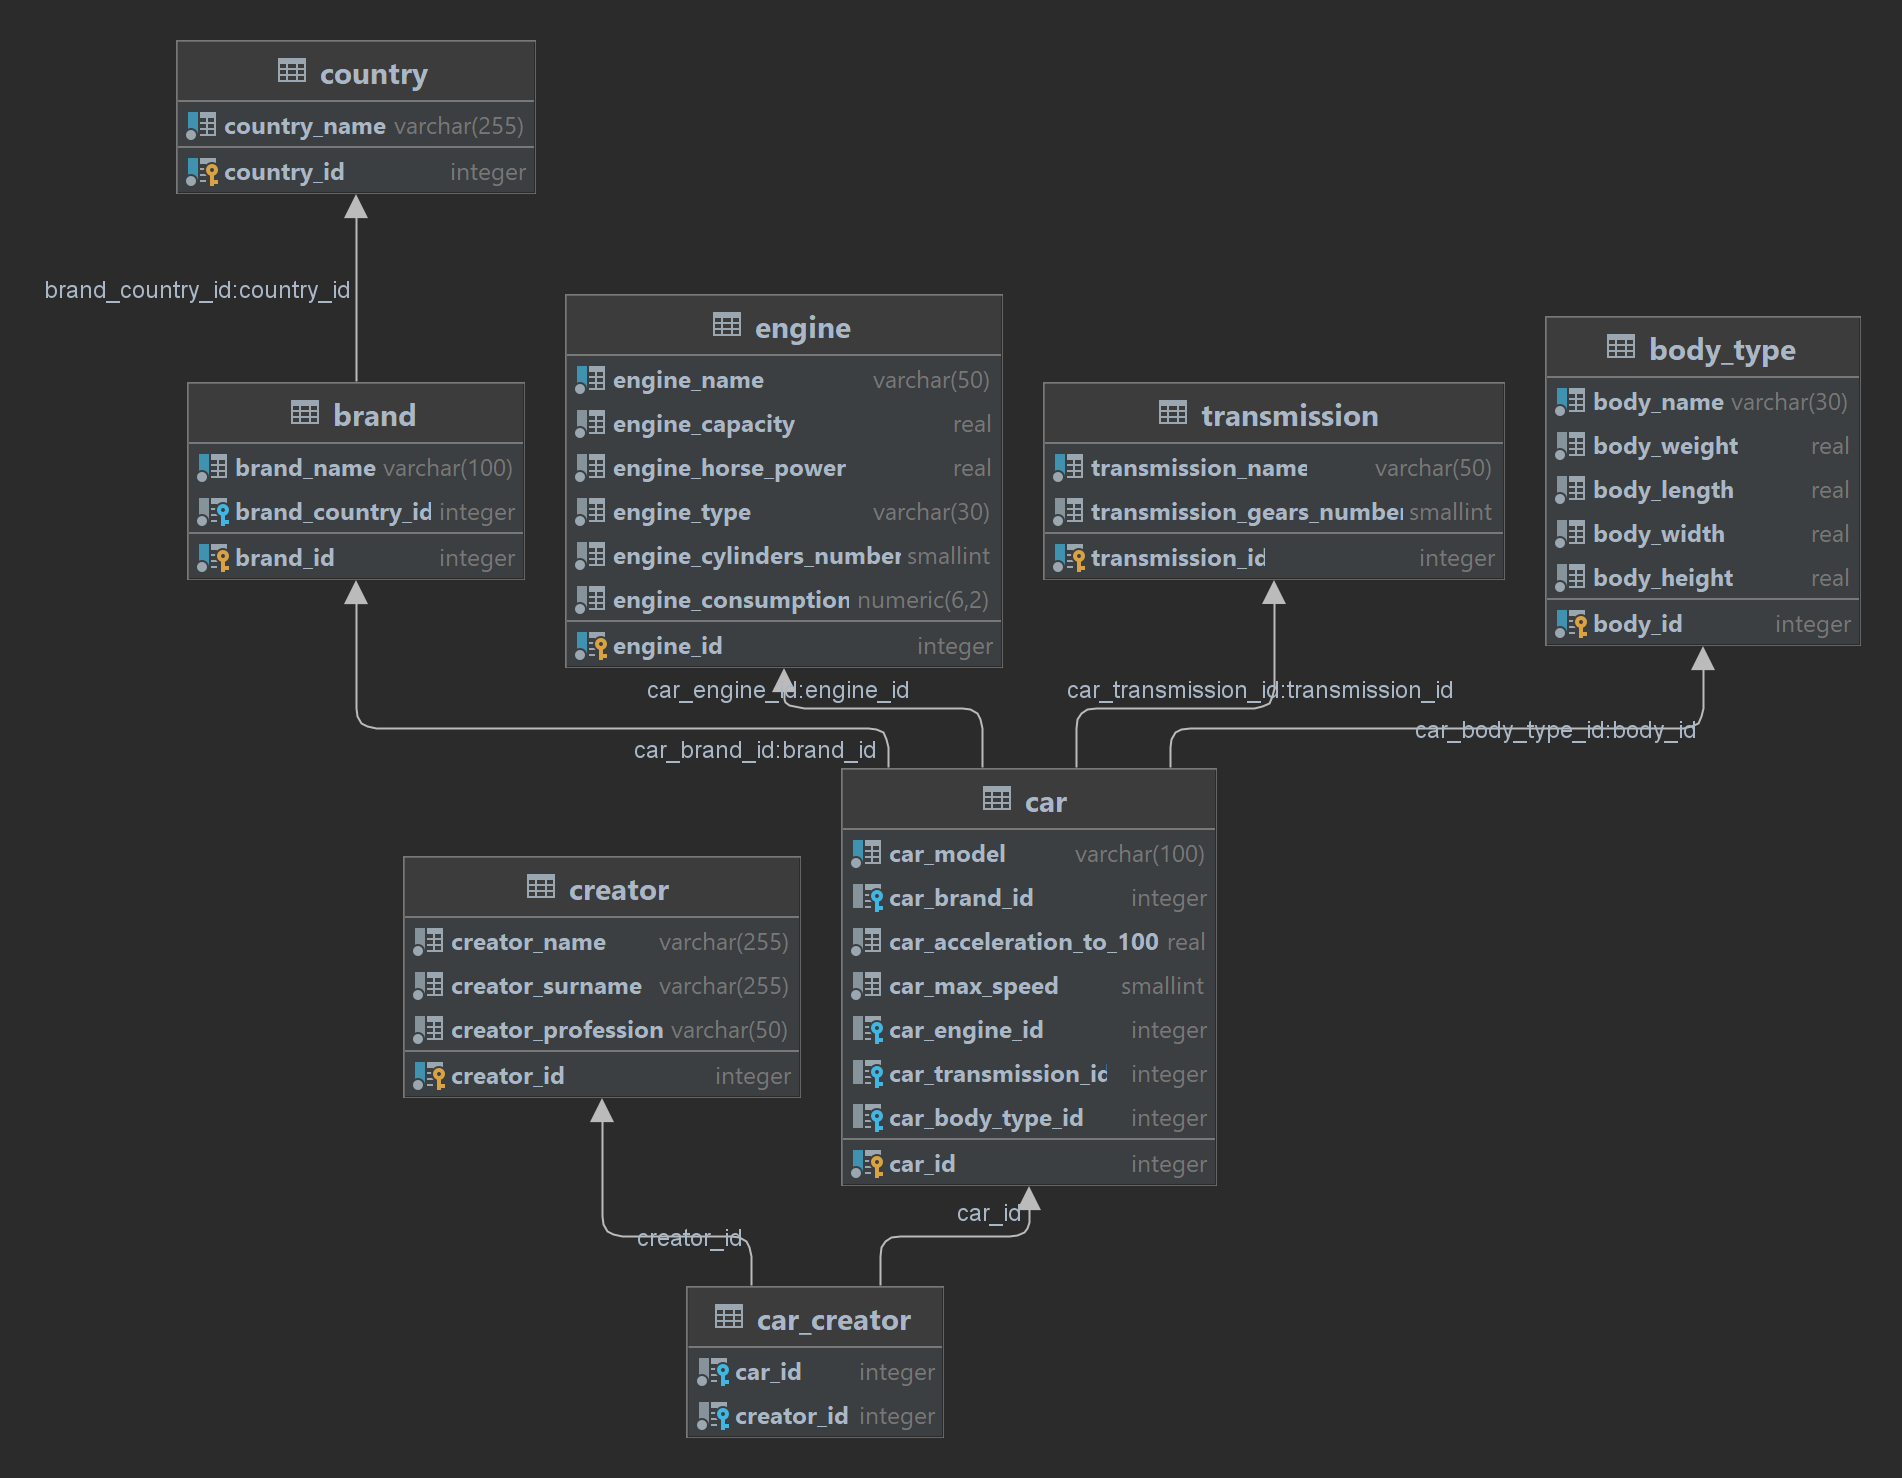 country
country_name varchar(255)
country_id integer
brand_country_id:country_id
brand
brand_name varchar(100)
brand_country_id integer
brand_id integer
engine
engine_name varchar(50)
engine_capacity real
engine_horse_power real
engine_type varchar(30)
engine_cylinders_number smallint
engine_consumption numeric(6,2)
engine_id integer
transmission
transmission_name varchar(50)
transmission_gears_number smallint
transmission_id integer
body_type
body_name varchar(30)
body_weight real
body_length real
body_width real
body_height real
body_id integer
car_engine_id:engine_id
car_transmission_id:transmission_id
car_brand_id:brand_id
car_body_type_id:body_id
car
car_model varchar(100)
car_brand_id integer
car_acceleration_to_100 real
car_max_speed smallint
car_engine_id integer
car_transmission_id integer
car_body_type_id integer
car_id integer
creator
creator_name varchar(255)
creator_surname varchar(255)
creator_profession varchar(50)
creator_id integer
creator_id
car_id
car_creator
car_id integer
creator_id integer